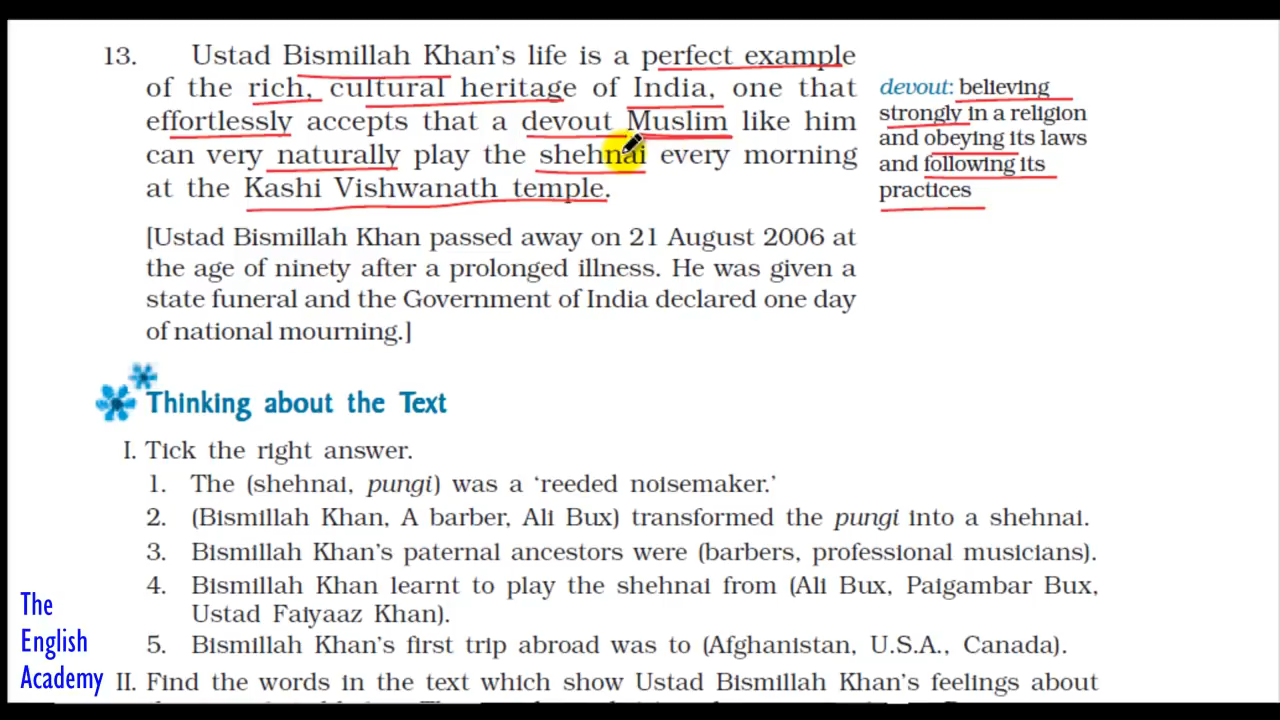 13. Ustad Bismillah Khan's life is a perfect example
of the rich, cultural heritage of India, one that
effortlessly accepts that a devout Muslim like him
can very naturally play the shehnai every morning
at the Kashi Vishwanath temple.
devout: believing
strongly in a religion
and obeying its laws
and following its
practices
[Ustad Bismillah Khan passed away on 21 August 2006 at
the age of ninety after a prolonged illness. He was given a
state funeral and the Government of India declared one day
of national mourning.]
Thinking about the Text
I. Tick the right answer.
1. The (shehnai, pungi) was a ‘reeded noisemaker.’
2. (Bismillah Khan, A barber, Ali Bux) transformed the pungi into a shehnai.
3. Bismillah Khan's paternal ancestors were (barbers, professional musicians).
4. Bismillah Khan learnt to play the shehnai from (Ali Bux, Paigambar Bux,
Ustad Faiyaaz Khan).
5. Bismillah Khan's first trip abroad was to (Afghanistan, U.S.A., Canada).
II. Find the words in the text which show Ustad Bismillah Khan's feelings about
The
English
Academy